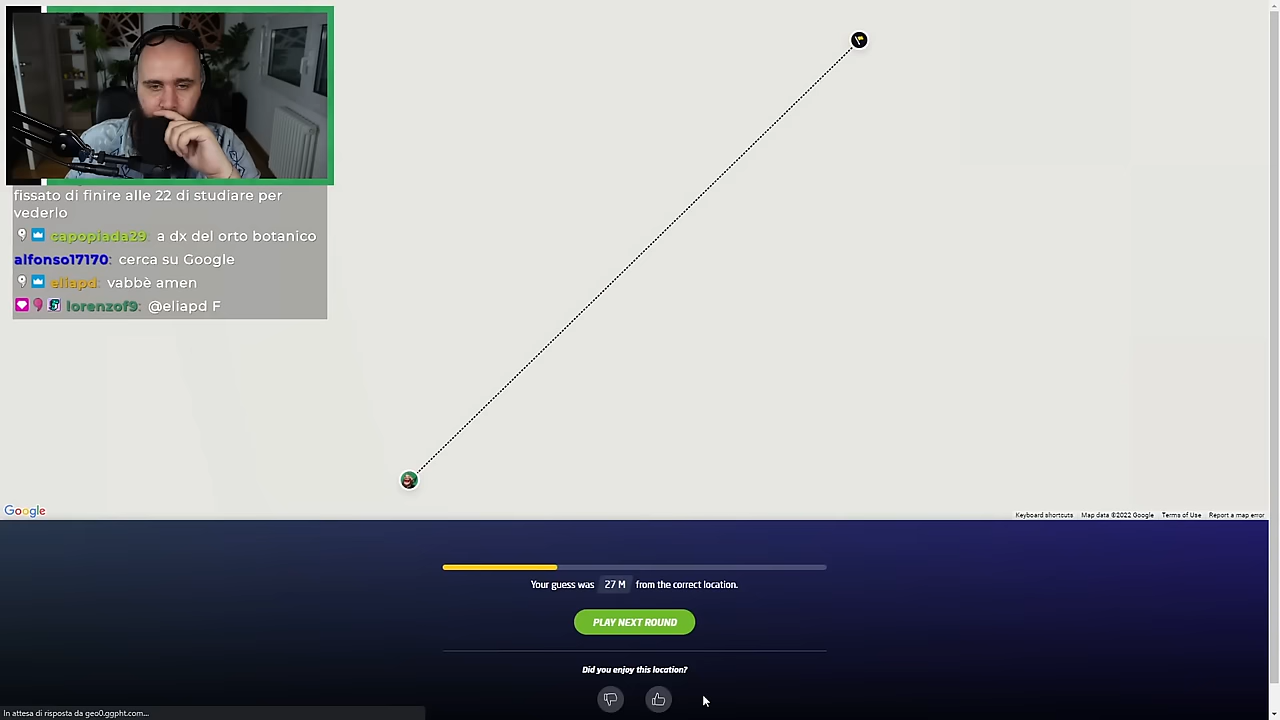 fissato di finire alle 22 di studiare per
vederlo
capopiada29: a dx del orto botanico
alfonso17170: cerca su Google
eliapd: vabbè amen
lorenzof9: @eliapd F
Google
Keyboard shortcuts Map data ©2022 Google Terms of Use Report a map error
Your guess was 27 M from the correct location.
PLAY NEXT ROUND
Did you enjoy this location?
In attesa di risposta da geo0.ggpht.com...